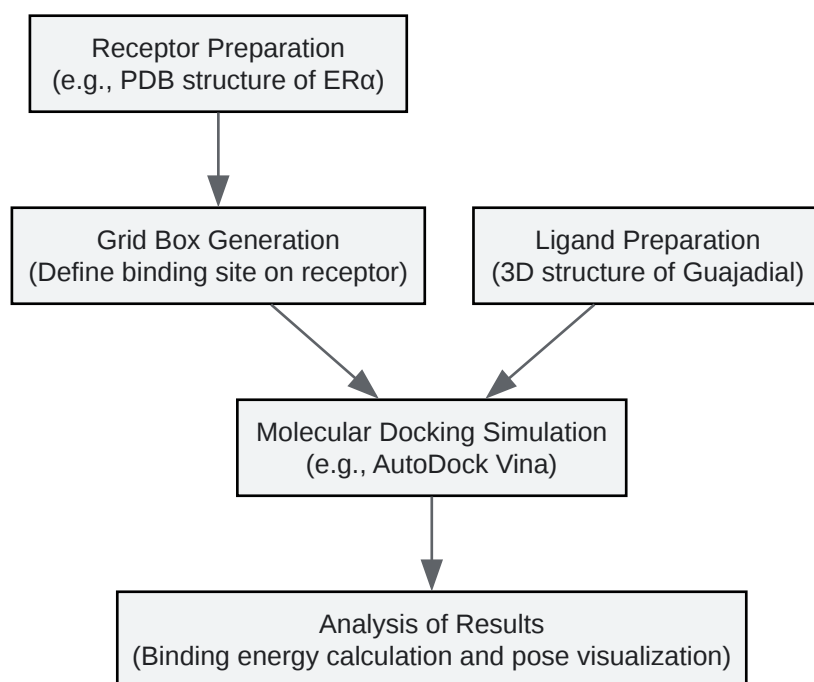 Receptor Preparation
(e.g., PDB structure of ERα)
Grid Box Generation
(Define binding site on receptor)
Ligand Preparation
(3D structure of Guajadial)
Molecular Docking Simulation
(e.g., AutoDock Vina)
Analysis of Results
(Binding energy calculation and pose visualization)